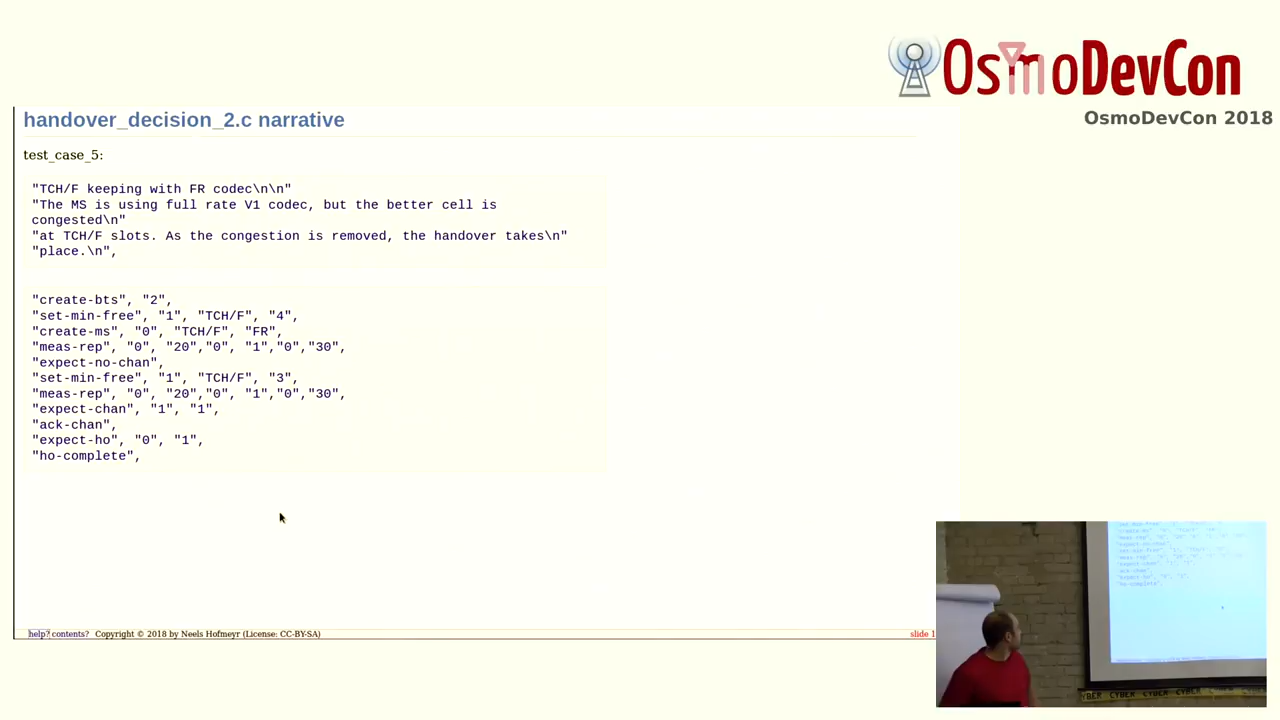 OsmoDevCon
OsmoDevCon 2018
handover_decision_2.c narrative
test_case_5:
"TCH/F keeping with FR codec\n\n"
"The MS is using full rate V1 codec, but the better cell is
congested\n"
"at TCH/F slots. As the congestion is removed, the handover takes\n"
"place.\n",
"create-bts", "2",
"set-min-free", "1", "TCH/F", "4",
"create-ms", "0", "TCH/F", "FR",
"meas-rep", "0", "20","0", "1","0","30",
"expect-no-chan",
"set-min-free", "1", "TCH/F", "3",
"meas-rep", "0", "20","0", "1","0","30",
"expect-chan", "1", "1",
"ack-chan",
"expect-ho", "0", "1",
"ho-complete",
help? contents? Copyright © 2018 by Neels Hofmeyr (License: CC-BY-SA)
slide 1
CYBER CYBER CYBER